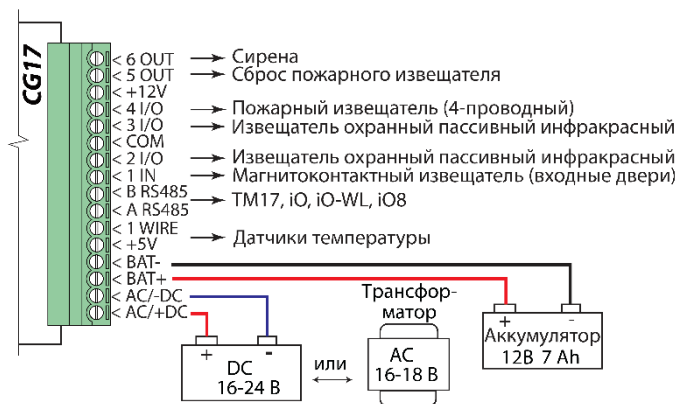 CG17
< 6 OUT → Сирена
< 5 OUT → Сброс пожарного извещателя
< +12V
< 4 I/O → Пожарный извещатель (4-проводный)
< 3 I/O → Извещатель охранный пассивный инфракрасный
< COM
< 2 I/O → Извещатель охранный пассивный инфракрасный
< 1 IN → Магнитоконтактный извещатель (входные двери)
< B RS485
→ TM17, iO, iO-WL, iO8
< A RS485
< 1 WIRE
→ Датчики температуры
< +5V
< BAT-
< BAT+
< AC/-DC
< AC/+DC
Трансфор-
матор
+ -
DC
16-24 В
или
AC
16-18 В
+ -
Аккумулятор
12В 7 Ah